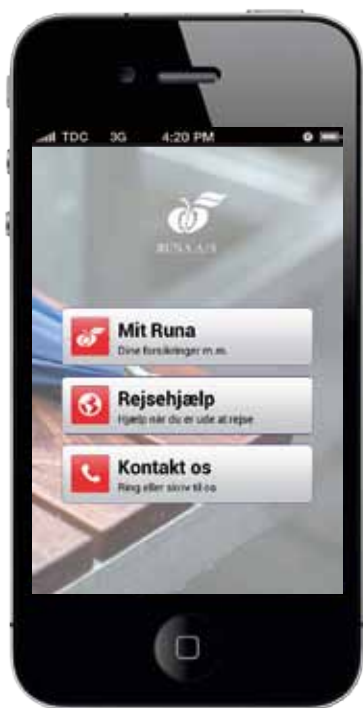 TDC 3G 4:20 PM
RUNA A/S
Mit Runa
Dine forsikringer m.m.
Rejsehjælp
Hjælp når du er ude at rejse
Kontakt os
Ring eller skriv til os